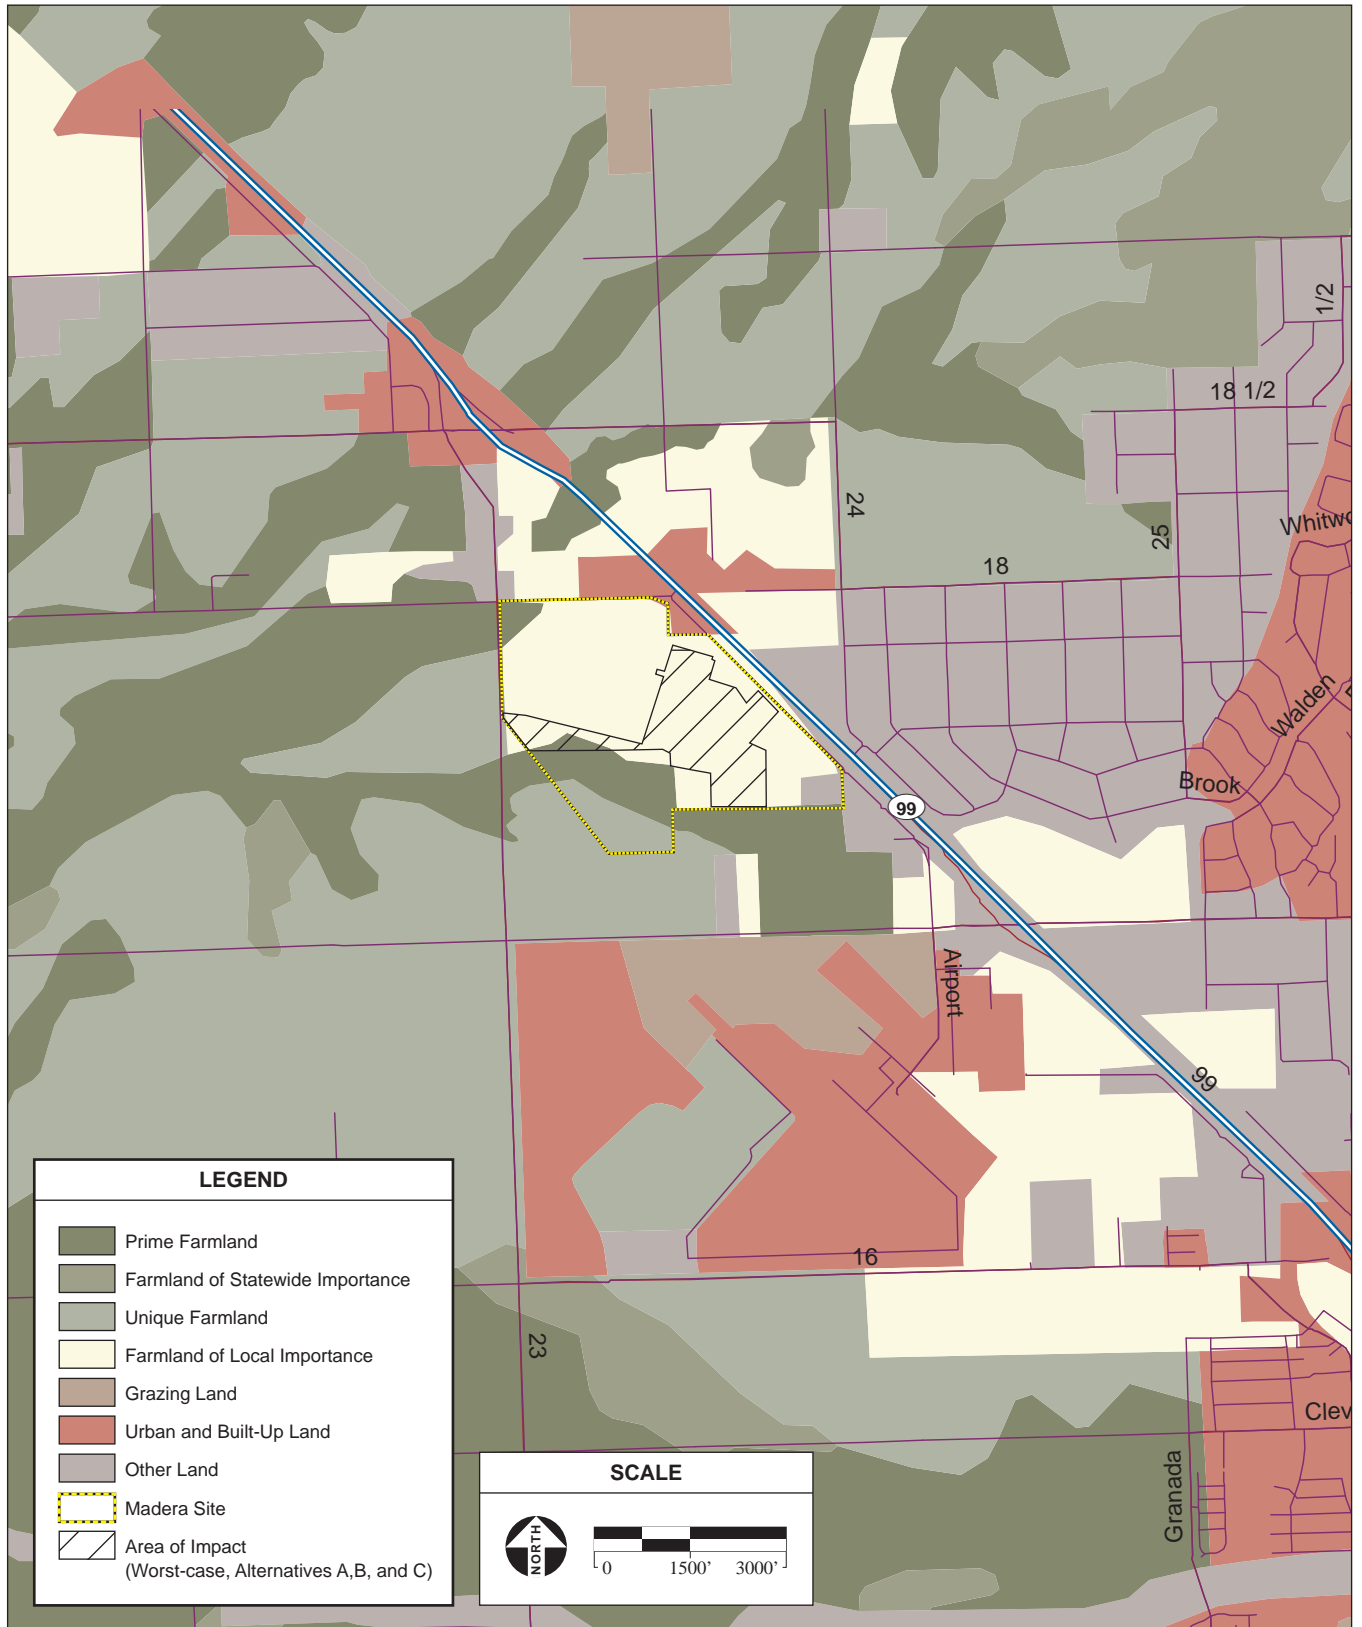 1/2
18 1/2
24
25
Whitwo
18
Walden
Brook
99
Airport
99
16
23
Clev
Granada
LEGEND
Prime Farmland
Farmland of Statewide Importance
Unique Farmland
Farmland of Local Importance
Grazing Land
Urban and Built-Up Land
Other Land
Madera Site
Area of Impact
(Worst-case, Alternatives A,B, and C)
SCALE
NORTH
0 1500' 3000'